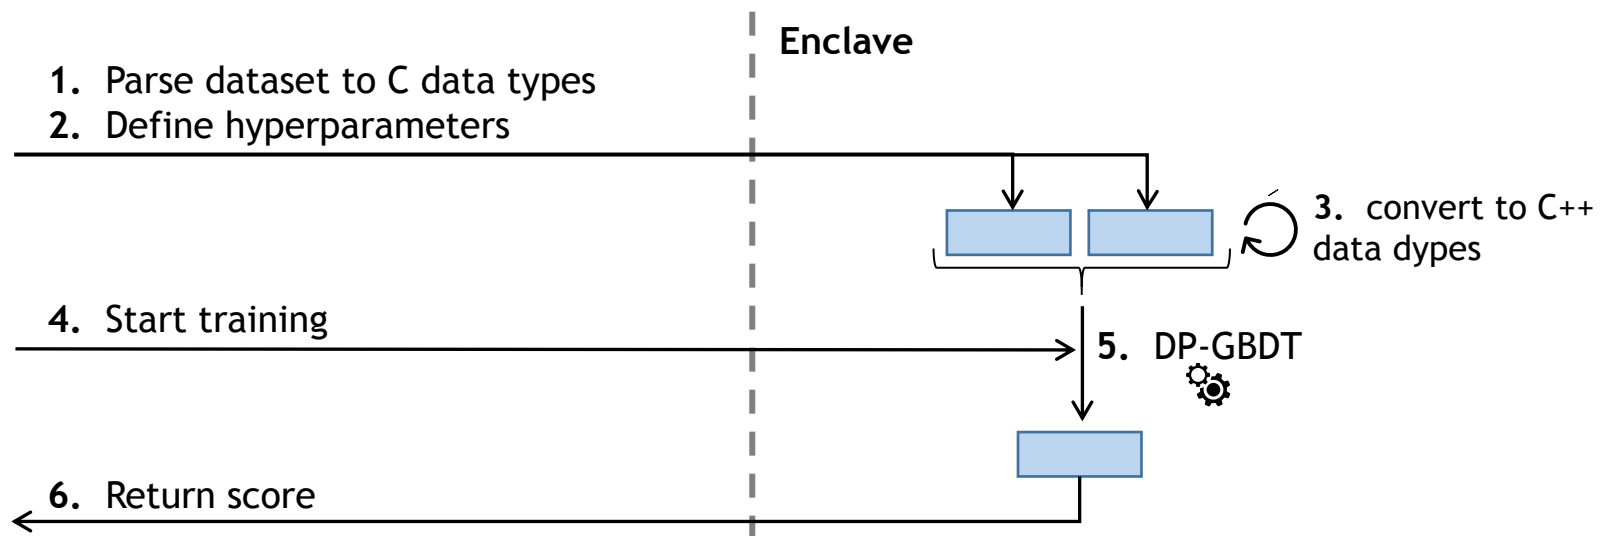 Enclave
1. Parse dataset to C data types
2. Define hyperparameters
3. convert to C++
data dypes
4. Start training
5. DP-GBDT
6. Return score